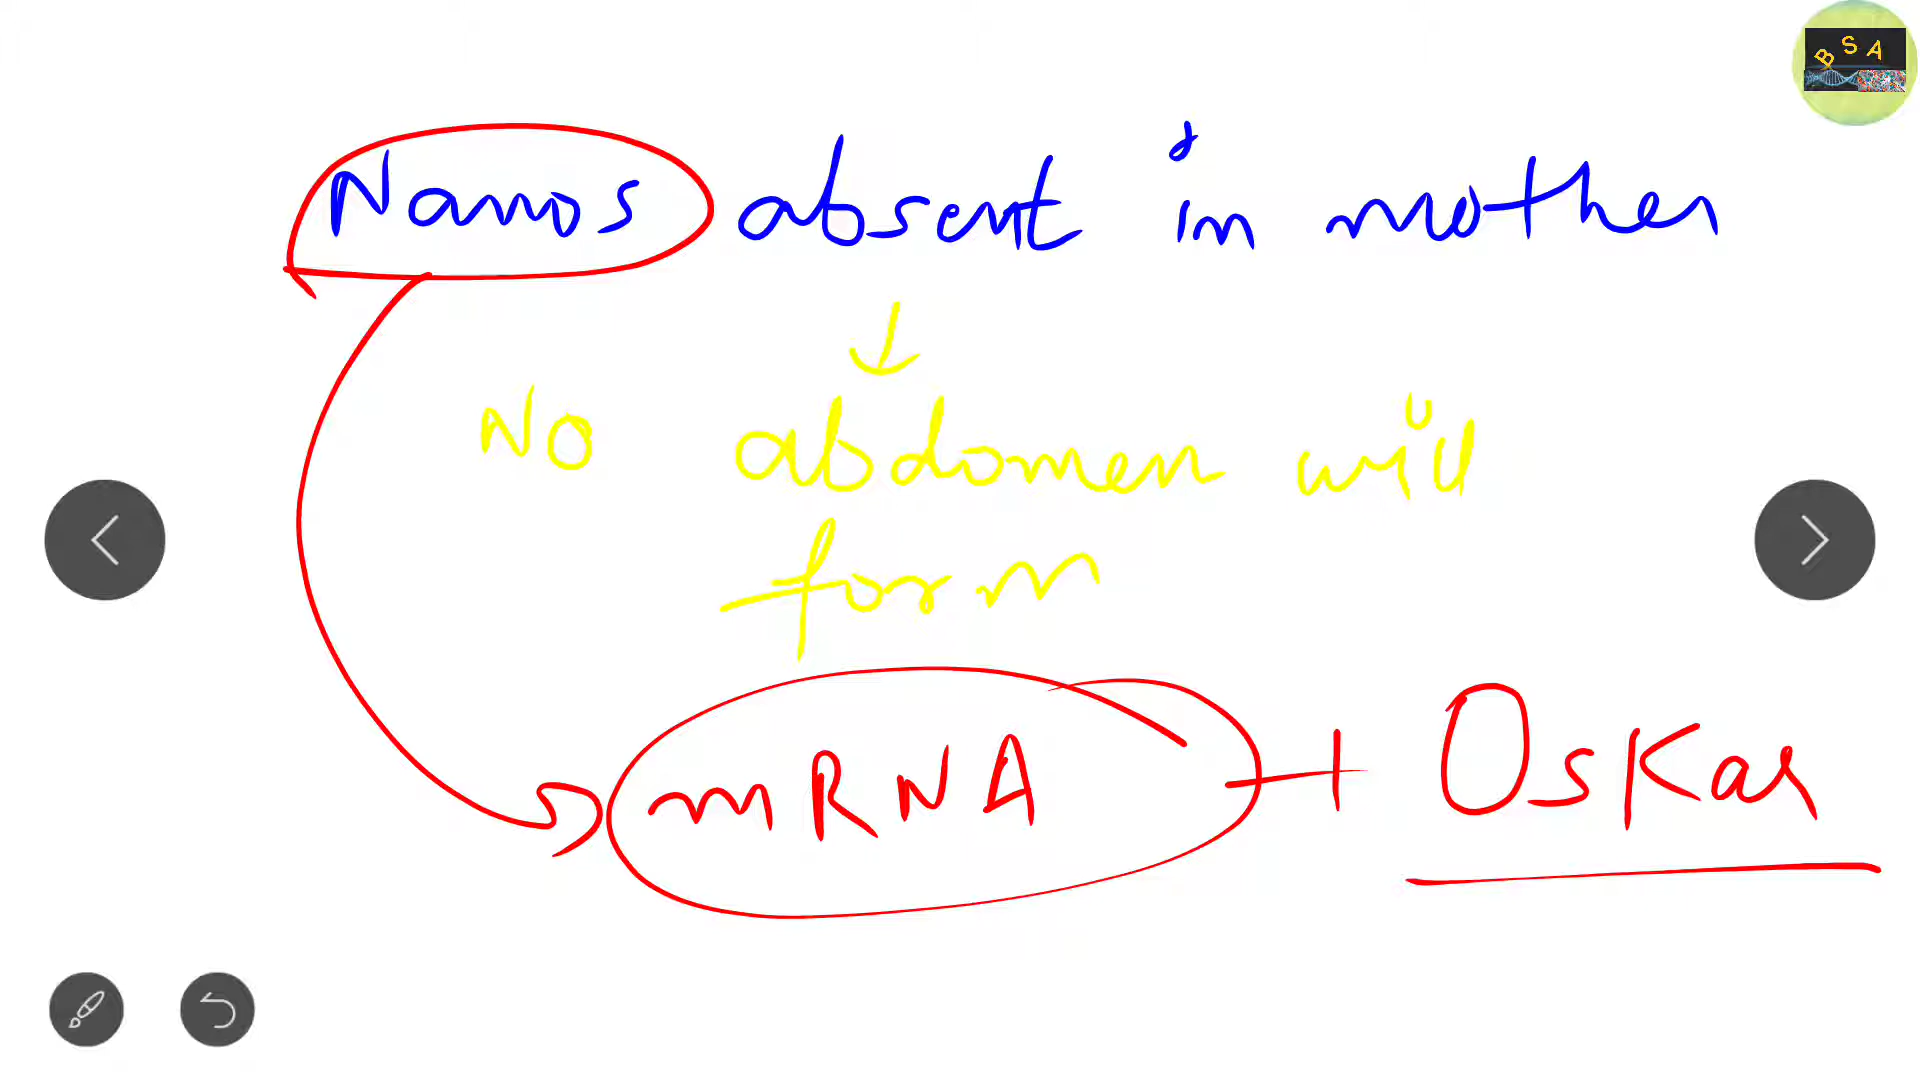 BSA
Nanos absent in mother
↓
No abdomen will
form
mRNA + Oskar